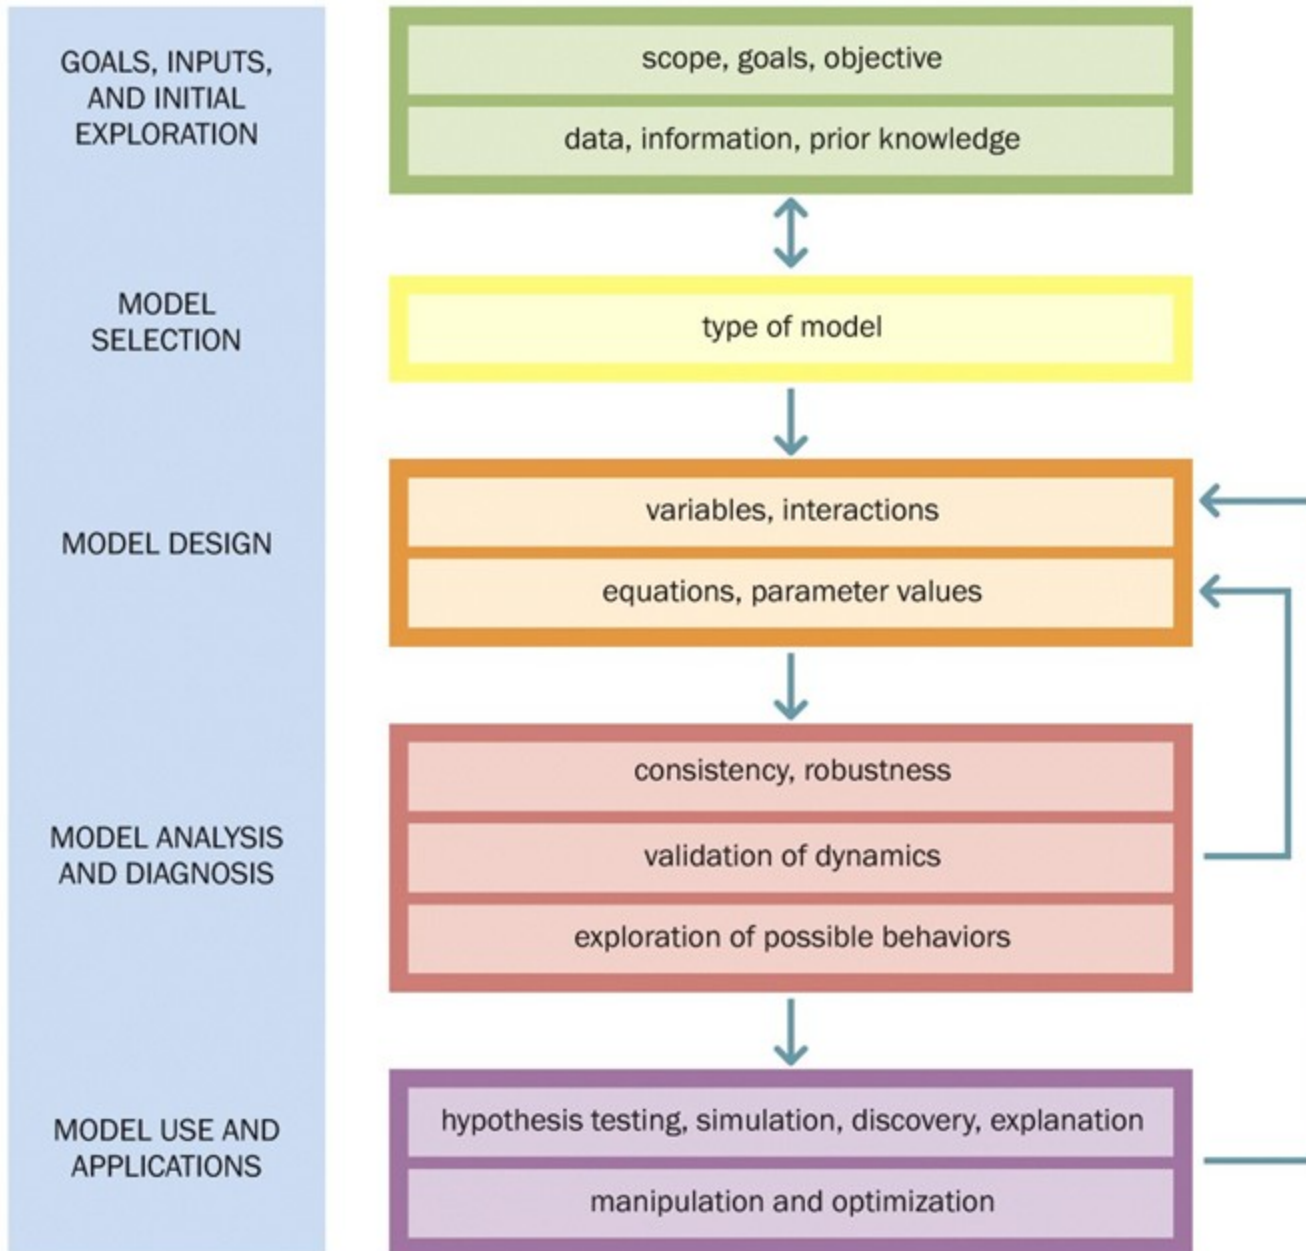 GOALS, INPUTS,
AND INITIAL
EXPLORATION
scope, goals, objective
data, information, prior knowledge
MODEL
SELECTION
type of model
MODEL DESIGN
variables, interactions
equations, parameter values
MODEL ANALYSIS
AND DIAGNOSIS
consistency, robustness
validation of dynamics
exploration of possible behaviors
MODEL USE AND
APPLICATIONS
hypothesis testing, simulation, discovery, explanation
manipulation and optimization